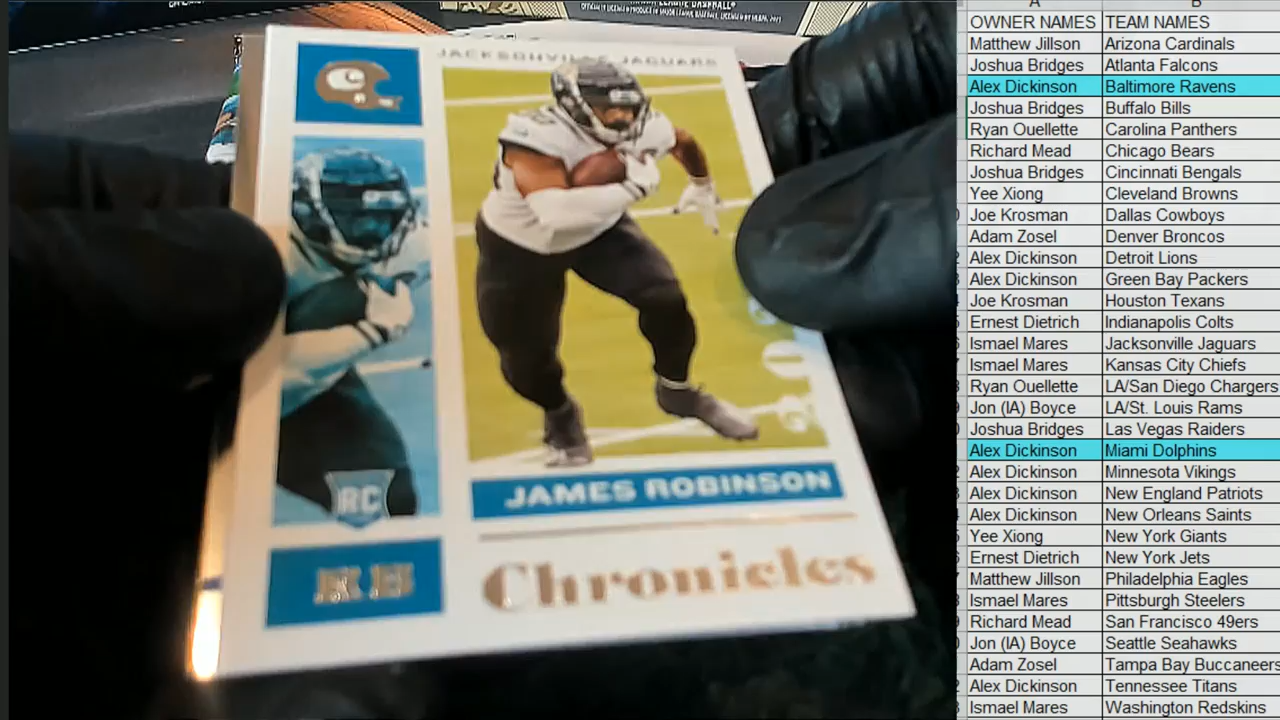 JACKSONVILLE JAGUARS
RC
JAMES ROBINSON
RB
Chronicles
A B
OWNER NAMES TEAM NAMES
Matthew Jillson Arizona Cardinals
Joshua Bridges Atlanta Falcons
Alex Dickinson Baltimore Ravens
Joshua Bridges Buffalo Bills
Ryan Ouellette Carolina Panthers
Richard Mead Chicago Bears
Joshua Bridges Cincinnati Bengals
Yee Xiong Cleveland Browns
Joe Krosman Dallas Cowboys
Adam Zosel Denver Broncos
Alex Dickinson Detroit Lions
Alex Dickinson Green Bay Packers
Joe Krosman Houston Texans
Ernest Dietrich Indianapolis Colts
Ismael Mares Jacksonville Jaguars
Ismael Mares Kansas City Chiefs
Ryan Ouellette LA/San Diego Chargers
Jon (IA) Boyce LA/St. Louis Rams
Joshua Bridges Las Vegas Raiders
Alex Dickinson Miami Dolphins
Alex Dickinson Minnesota Vikings
Alex Dickinson New England Patriots
Alex Dickinson New Orleans Saints
Yee Xiong New York Giants
Ernest Dietrich New York Jets
Matthew Jillson Philadelphia Eagles
Ismael Mares Pittsburgh Steelers
Richard Mead San Francisco 49ers
Jon (IA) Boyce Seattle Seahawks
Adam Zosel Tampa Bay Buccaneers
Alex Dickinson Tennessee Titans
Ismael Mares Washington Redskins